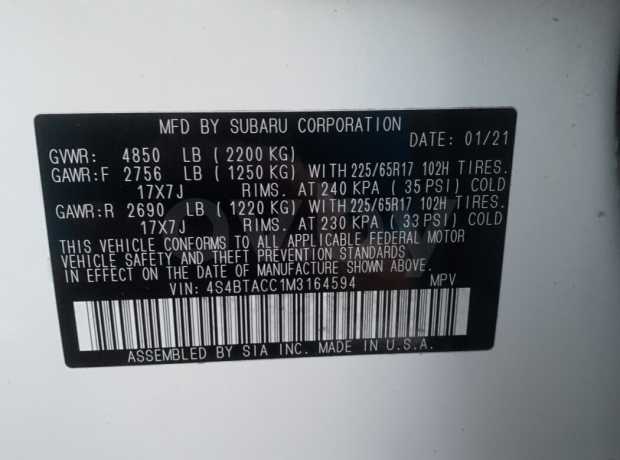 MFD BY SUBARU CORPORATION
DATE: 01/21
GVWR: 4850 LB (2200 KG)
GAWR:F 2756 LB (1250 KG) WITH 225/65R17 102H TIRES.
17X7J RIMS. AT 240 KPA (35 PSI) COLD
GAWR:R 2690 LB (1220 KG) WITH 225/65R17 102H TIRES.
17X7J RIMS. AT 230 KPA (33 PSI) COLD
THIS VEHICLE CONFORMS TO ALL APPLICABLE FEDERAL MOTOR
VEHICLE SAFETY AND THEFT PREVENTION STANDARDS
IN EFFECT ON THE DATE OF MANUFACTURE SHOWN ABOVE.
VIN: 4S4BTACC1M3164594 MPV
ASSEMBLED BY SIA INC. MADE IN U.S.A.